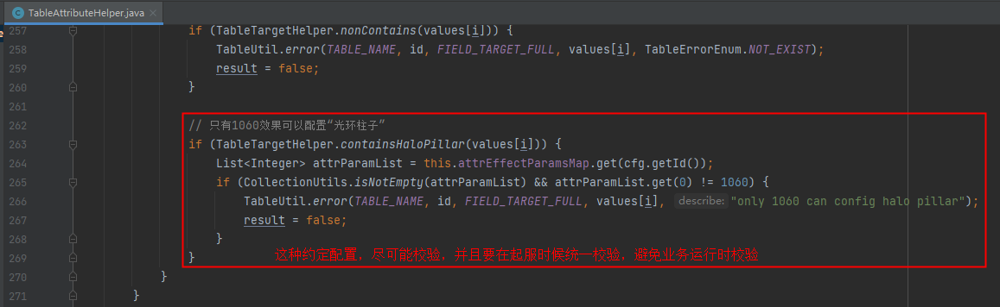 TableAttributeHelper.java
257 if (TableTargetHelper.nonContains(values[i])) {
258 TableUtil.error(TABLE_NAME, id, FIELD_TARGET_FULL, values[i], TableErrorEnum.NOT_EXIST);
259 result = false;
260 }
261
262 // 只有1060效果可以配置“光环柱子”
263 if (TableTargetHelper.containsHaloPillar(values[i])) {
264 List<Integer> attrParamList = this.attrEffectParamsMap.get(cfg.getId());
265 if (CollectionUtils.isNotEmpty(attrParamList) && attrParamList.get(0) != 1060) {
266 TableUtil.error(TABLE_NAME, id, FIELD_TARGET_FULL, values[i], describe: "only 1060 can config halo pillar");
267 result = false;
268 }
269 } 这种约定配置，尽可能校验，并且要在起服时候统一校验，避免业务运行时校验
270 }
271 }